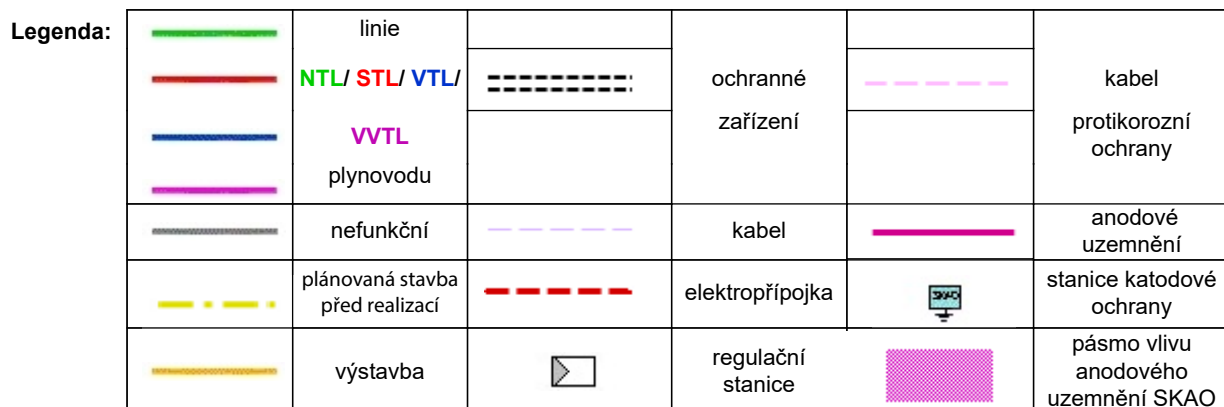 Legenda:
linie
NTL/ STL/ VTL/
VVTL
plynovodu
ochranné
zařízení
kabel
protikorozní
ochrany
nefunkční
kabel
anodové
uzemnění
plánovaná stavba
před realizací
elektropřípojka
SKAO
stanice katodové
ochrany
výstavba
regulační
stanice
pásmo vlivu
anodového
uzemnění SKAO